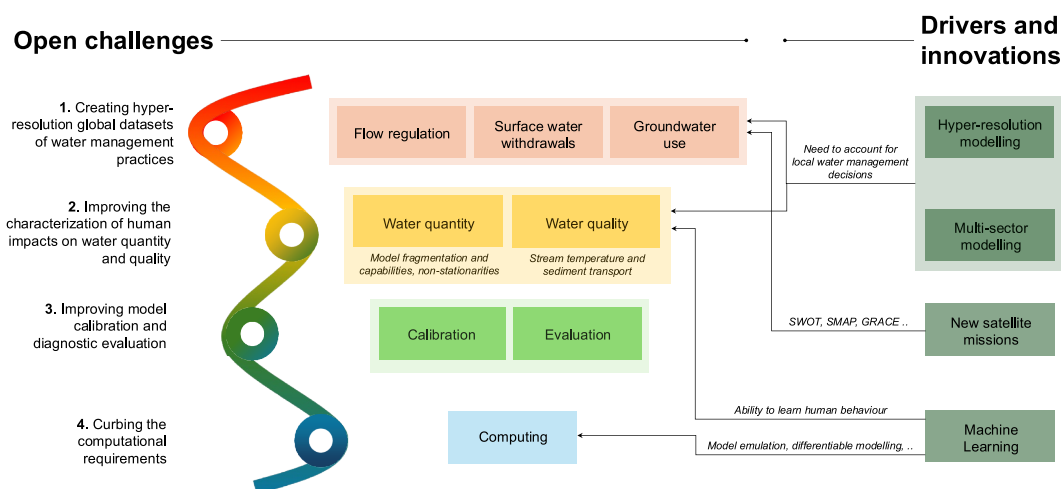 Open challenges
Drivers and
innovations
1. Creating hyper-
resolution global datasets
of water management
practices
Flow regulation
Surface water
withdrawals
Groundwater
use
Need to account for
local water management
decisions
Hyper-resolution
modelling
Multi-sector
modelling
2. Improving the
characterization of human
impacts on water quantity
and quality
Water quantity
Water quality
Model fragmentation and
capabilities, non-stationarities
Stream temperature and
sediment transport
3. Improving model
calibration and
diagnostic evaluation
Calibration
Evaluation
SWOT, SMAP, GRACE ..
New satellite
missions
4. Curbing the
computational
requirements
Computing
Ability to learn human behaviour
Model emulation, differentiable modelling, ..
Machine
Learning